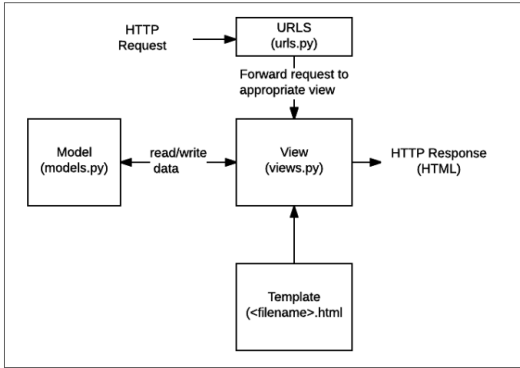 HTTP
Request
URLS
(urls.py)
Forward request to
appropriate view
Model
(models.py)
read/write
data
View
(views.py)
HTTP Response
(HTML)
Template
(<filename>.html